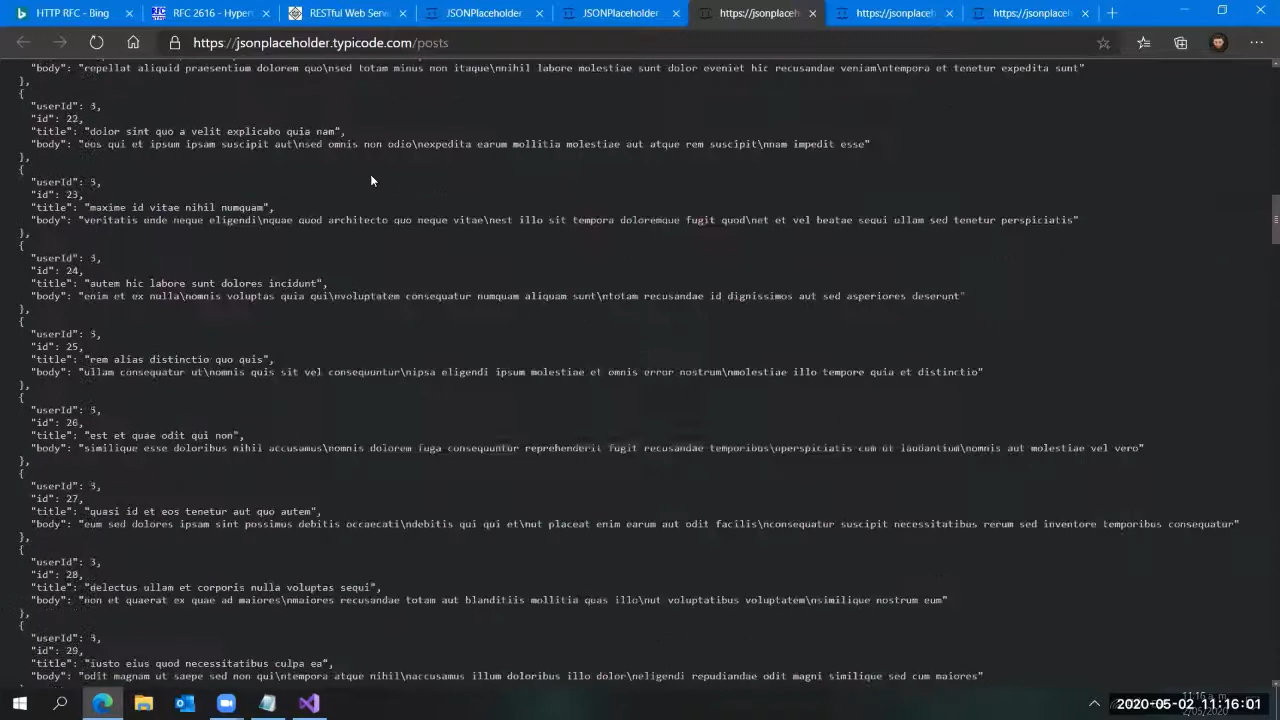 HTTP RFC - Bing
RFC 2616 - Hypert
RESTful Web Serv
JSONPlaceholder
JSONPlaceholder
https://jsonplaceh
https://jsonplaceh
https://jsonplaceh
https://jsonplaceholder.typicode.com/posts
"body": "repellat aliquid praesentium dolorem quo\nsed totam minus non itaque\nnihil labore molestiae sunt dolor eveniet hic recusandae veniam\ntempora et tenetur expedita sunt"
},
{
"userId": 3,
"id": 22,
"title": "dolor sint quo a velit explicabo quia nam",
"body": "eos qui et ipsum ipsam suscipit aut\nsed omnis non odio\nexpedita earum mollitia molestiae aut atque rem suscipit\nnam impedit esse"
},
{
"userId": 3,
"id": 23,
"title": "maxime id vitae nihil numquam",
"body": "veritatis unde neque eligendi\nquae quod architecto quo neque vitae\nest illo sit tempora doloremque fugit quod\net et vel beatae sequi ullam sed tenetur perspiciatis"
},
{
"userId": 3,
"id": 24,
"title": "autem hic labore sunt dolores incidunt",
"body": "enim et ex nulla\nomnis voluptas quia qui\nvoluptatem consequatur numquam aliquam sunt\ntotam recusandae id dignissimos aut sed asperiores deserunt"
},
{
"userId": 3,
"id": 25,
"title": "rem alias distinctio quo quis",
"body": "ullam consequatur ut\nomnis quis sit vel consequuntur\nipsa eligendi ipsum molestiae et omnis error nostrum\nmolestiae illo tempore quia et distinctio"
},
{
"userId": 3,
"id": 26,
"title": "est et quae odit qui non",
"body": "similique esse doloribus nihil accusamus\nomnis dolorem fuga consequuntur reprehenderit fugit recusandae temporibus\nperspiciatis cum ut laudantium\nomnis aut molestiae vel vero"
},
{
"userId": 3,
"id": 27,
"title": "quasi id et eos tenetur aut quo autem",
"body": "eum sed dolores ipsam sint possimus debitis occaecati\ndebitis qui qui et\nut placeat enim earum aut odit facilis\nconsequatur suscipit necessitatibus rerum sed inventore temporibus consequatur"
},
{
"userId": 3,
"id": 28,
"title": "delectus ullam et corporis nulla voluptas sequi",
"body": "non et quaerat ex quae ad maiores\nmaiores recusandae totam aut blanditiis mollitia quas illo\nut voluptatibus voluptatem\nsimilique nostrum eum"
},
{
"userId": 3,
"id": 29,
"title": "iusto eius quod necessitatibus culpa ea",
"body": "odit magnam ut saepe sed non qui\ntempora atque nihil\naccusamus illum doloribus illo dolor\neligendi repudiandae odit magni similique sed cum maiores"
11:16 a. m.
2020-05-02 11:16:01
2/05/2020